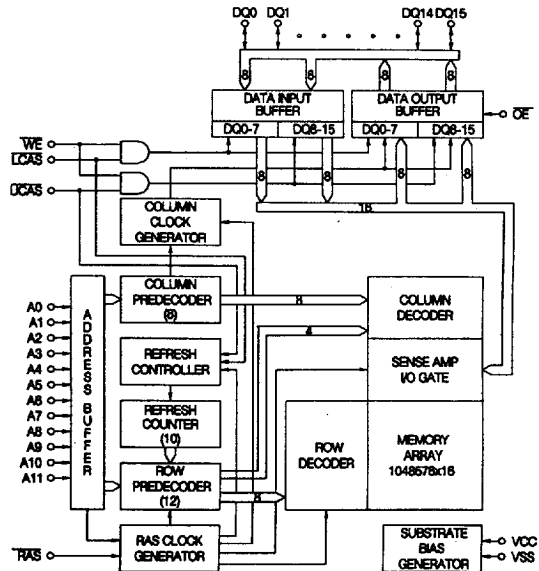 DQ0 DQ1 DQ14 DQ15
8 8 8 8
DATA INPUT BUFFER
DQ0-7 DQ8-15
DATA OUTPUT BUFFER
DQ0-7 DQ8-15
OE
WE
LCAS
UCAS
8 8 8 8
16
COLUMN CLOCK GENERATOR
A0
A1
A2
A3
A4
A5
A6
A7
A8
A9
A10
A11
ADDRESS BUFFER
COLUMN PREDECODER (8)
8
4
COLUMN DECODER
REFRESH CONTROLLER
SENSE AMP I/O GATE
REFRESH COUNTER (10)
ROW PREDECODER (12)
8
ROW DECODER
MEMORY ARRAY 1048576x16
RAS
RAS CLOCK GENERATOR
SUBSTRATE BIAS GENERATOR
VCC
VSS